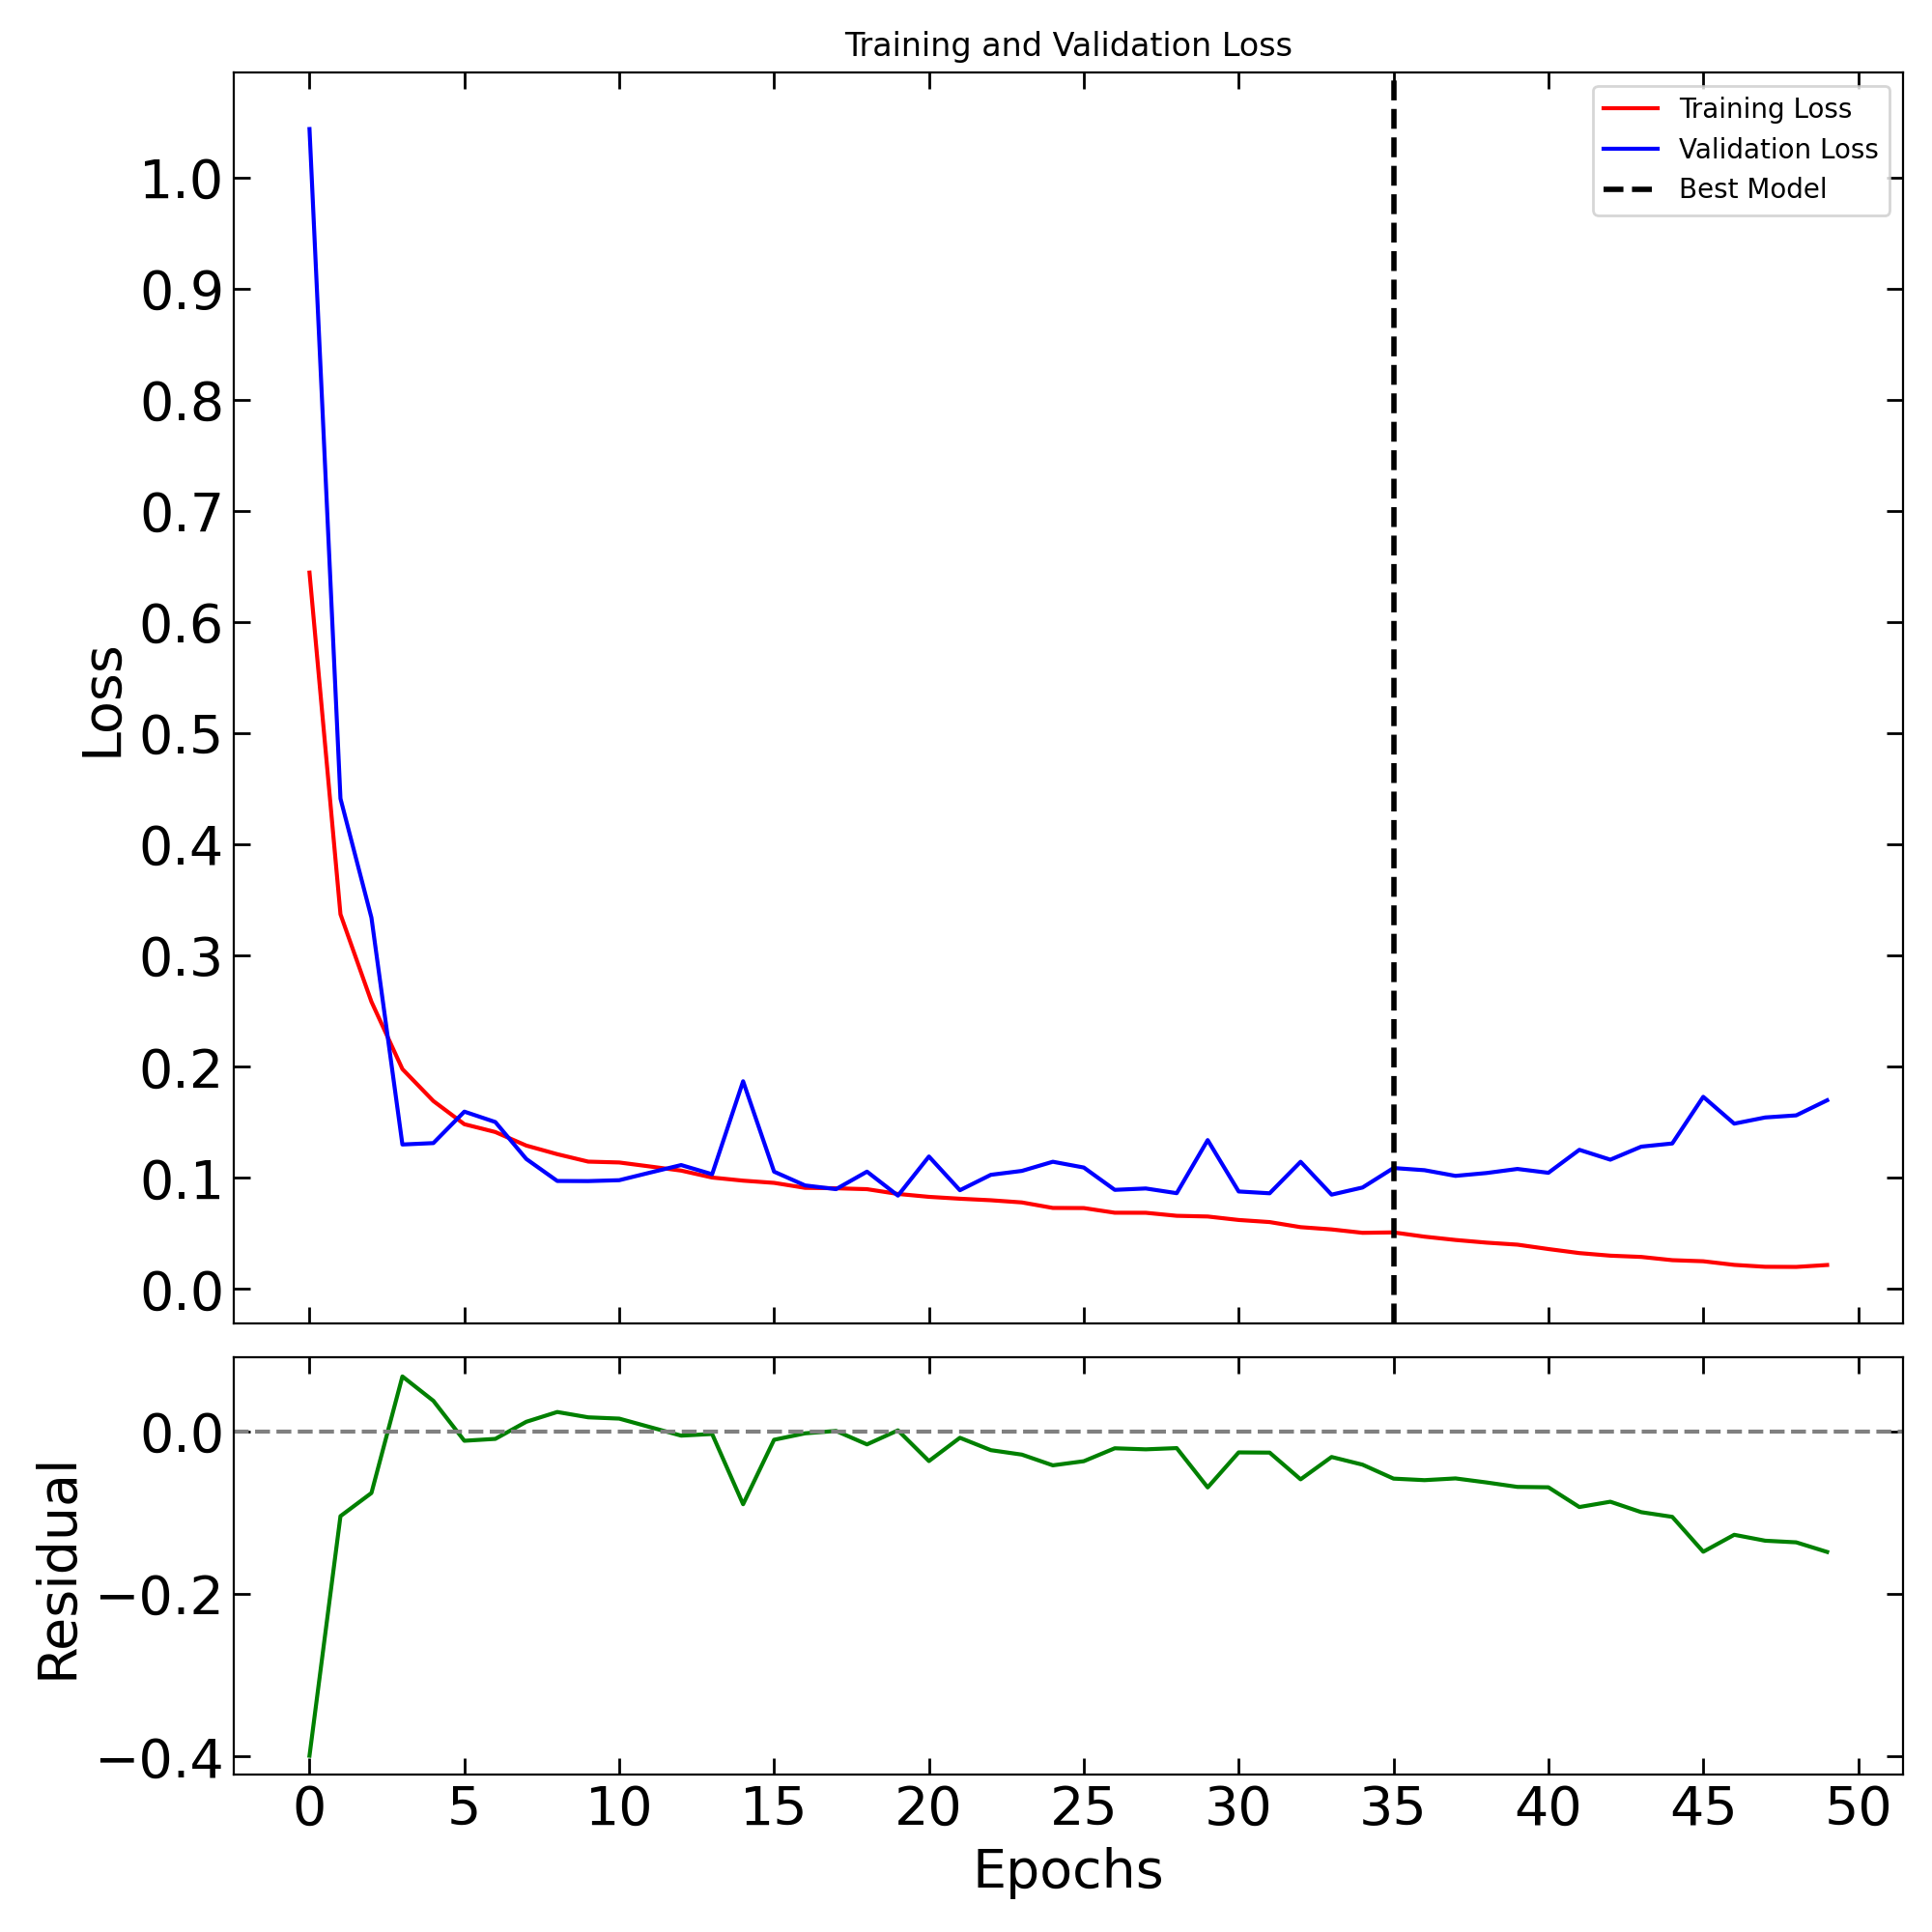 Training and Validation Loss
Training Loss
Validation Loss
Best Model
1.0
0.9
0.8
0.7
0.6
0.5
0.4
0.3
0.2
0.1
0.0
Loss
0.0
−0.2
−0.4
Residual
0 5 10 15 20 25 30 35 40 45 50
Epochs